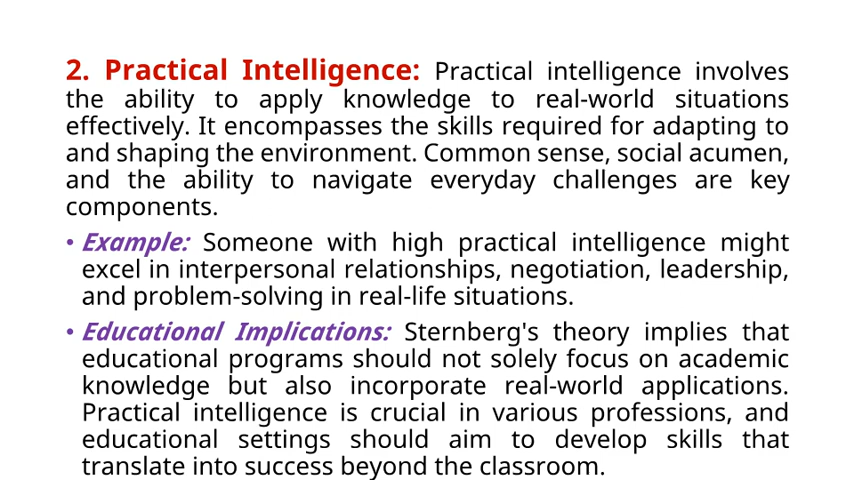 2. Practical Intelligence: Practical intelligence involves
the ability to apply knowledge to real-world situations
effectively. It encompasses the skills required for adapting to
and shaping the environment. Common sense, social acumen,
and the ability to navigate everyday challenges are key
components.
• Example: Someone with high practical intelligence might
excel in interpersonal relationships, negotiation, leadership,
and problem-solving in real-life situations.
• Educational Implications: Sternberg's theory implies that
educational programs should not solely focus on academic
knowledge but also incorporate real-world applications.
Practical intelligence is crucial in various professions, and
educational settings should aim to develop skills that
translate into success beyond the classroom.